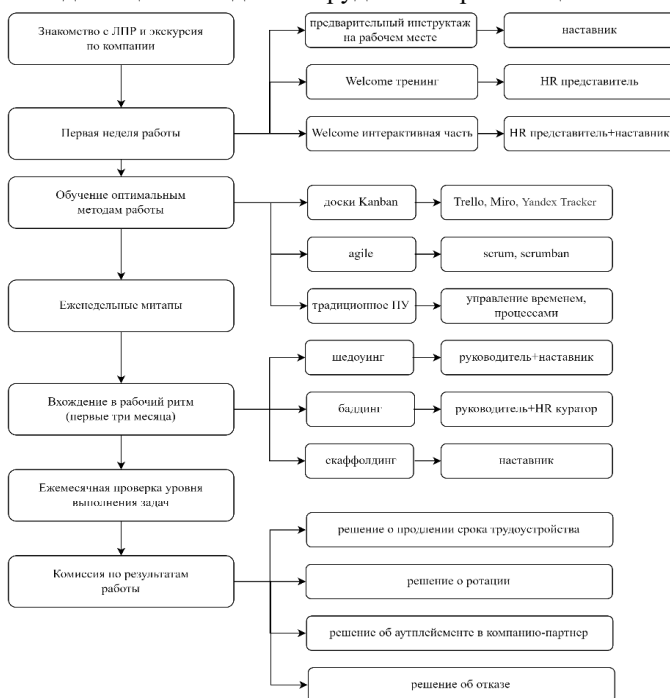 Знакомство с ЛПР и экскурсия
по компании
предварительный инструктаж
на рабочем месте
наставник
Welcome тренинг
HR представитель
Первая неделя работы
Welcome интерактивная часть
HR представитель+наставник
Обучение оптимальным
методам работы
доски Kanban
Trello, Miro, Yandex Tracker
agile
scrum, scrumban
Еженедельные митапы
традиционное ПУ
управление временем,
процессами
шедоуинг
руководитель+наставник
Вхождение в рабочий ритм
(первые три месяца)
баддинг
руководитель+HR куратор
скаффолдинг
наставник
Ежемесячная проверка уровня
выполнения задач
решение о продлении срока трудоустройства
Комиссия по результатам
работы
решение о ротации
решение об аутплейсменте в компанию-партнер
решение об отказе